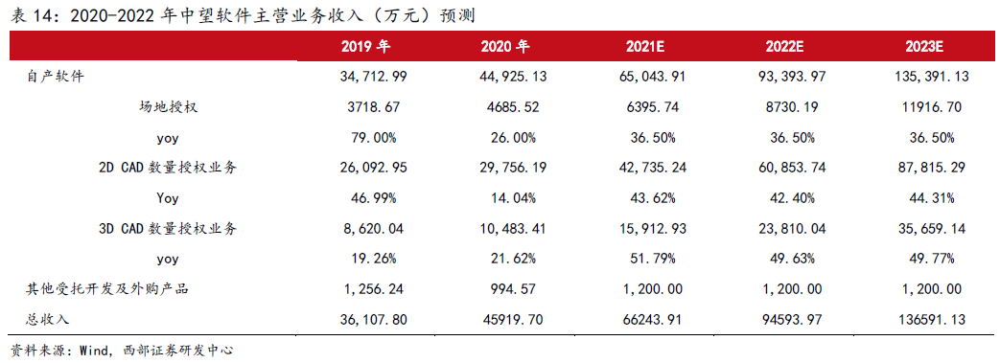 表 14：2020-2022 年中望软件主营业务收入（万元）预测
2019 年 2020 年 2021E 2022E 2023E
自产软件 34,712.99 44,925.13 65,043.91 93,393.97 135,391.13
场地授权 3718.67 4685.52 6395.74 8730.19 11916.70
yoy 79.00% 26.00% 36.50% 36.50% 36.50%
2D CAD 数量授权业务 26,092.95 29,756.19 42,735.24 60,853.74 87,815.29
Yoy 46.99% 14.04% 43.62% 42.40% 44.31%
3D CAD 数量授权业务 8,620.04 10,483.41 15,912.93 23,810.04 35,659.14
yoy 19.26% 21.62% 51.79% 49.63% 49.77%
其他受托开发及外购产品 1,256.24 994.57 1,200.00 1,200.00 1,200.00
总收入 36,107.80 45919.70 66243.91 94593.97 136591.13
资料来源：Wind，西部证券研发中心